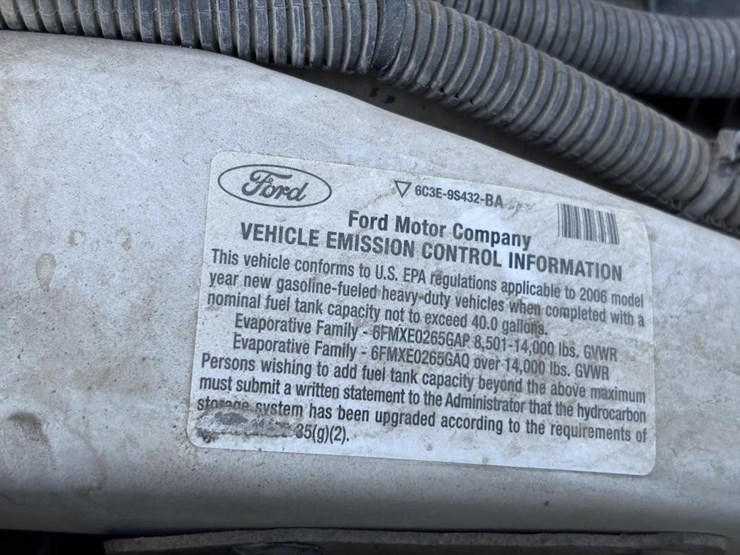 Ford
6C3E-9S432-BA
Ford Motor Company
VEHICLE EMISSION CONTROL INFORMATION
This vehicle conforms to U.S. EPA regulations applicable to 2006 model
year new gasoline-fueled heavy-duty vehicles when completed with a
nominal fuel tank capacity not to exceed 40.0 gallons.
Evaporative Family - 6FMXE0265GAP 8,501-14,000 lbs. GVWR
Evaporative Family - 6FMXE0265GAQ over 14,000 lbs. GVWR
Persons wishing to add fuel tank capacity beyond the above maximum
must submit a written statement to the Administrator that the hydrocarbon
storage system has been upgraded according to the requirements of
35(g)(2).